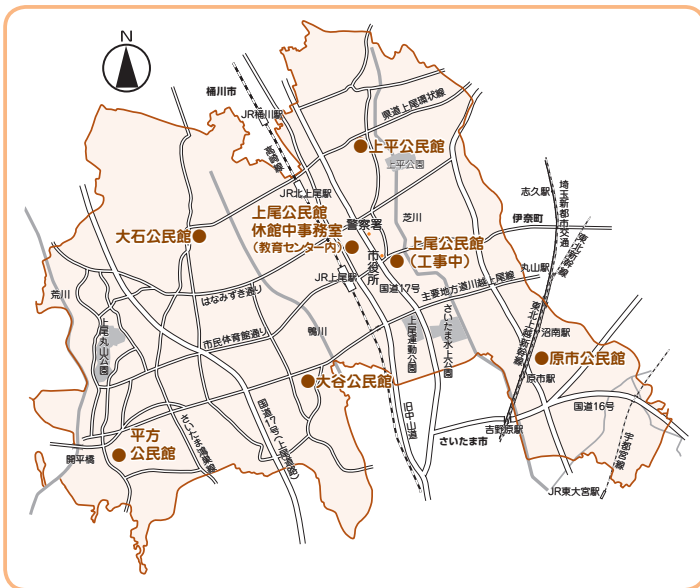 N
桶川市
JR桶川駅
高崎線
県道上尾環状線
上平公民館
上平公園
JR北上尾駅
志久駅
埼玉新都市交通
伊奈町
東北新幹線
上尾公民館
休館中事務室
(教育センター内)
警察署
芝川
大石公民館
市役所
上尾公民館
(工事中)
丸山駅
JR上尾駅
国道17号
主要地方道川越上尾線
荒川
はなみずき通り
上尾丸山公園
市民体育館通り
鴨川
上尾運動公園
さいたま水上公園
東北上越新幹線
沼南駅
原市公民館
原市駅
大谷公民館
国道16号
旧中山道
国道17号(上尾道路)
さいたま鴻巣線
吉野原駅
さいたま市
宇都宮線
平方
公民館
開平橋
JR東大宮駅